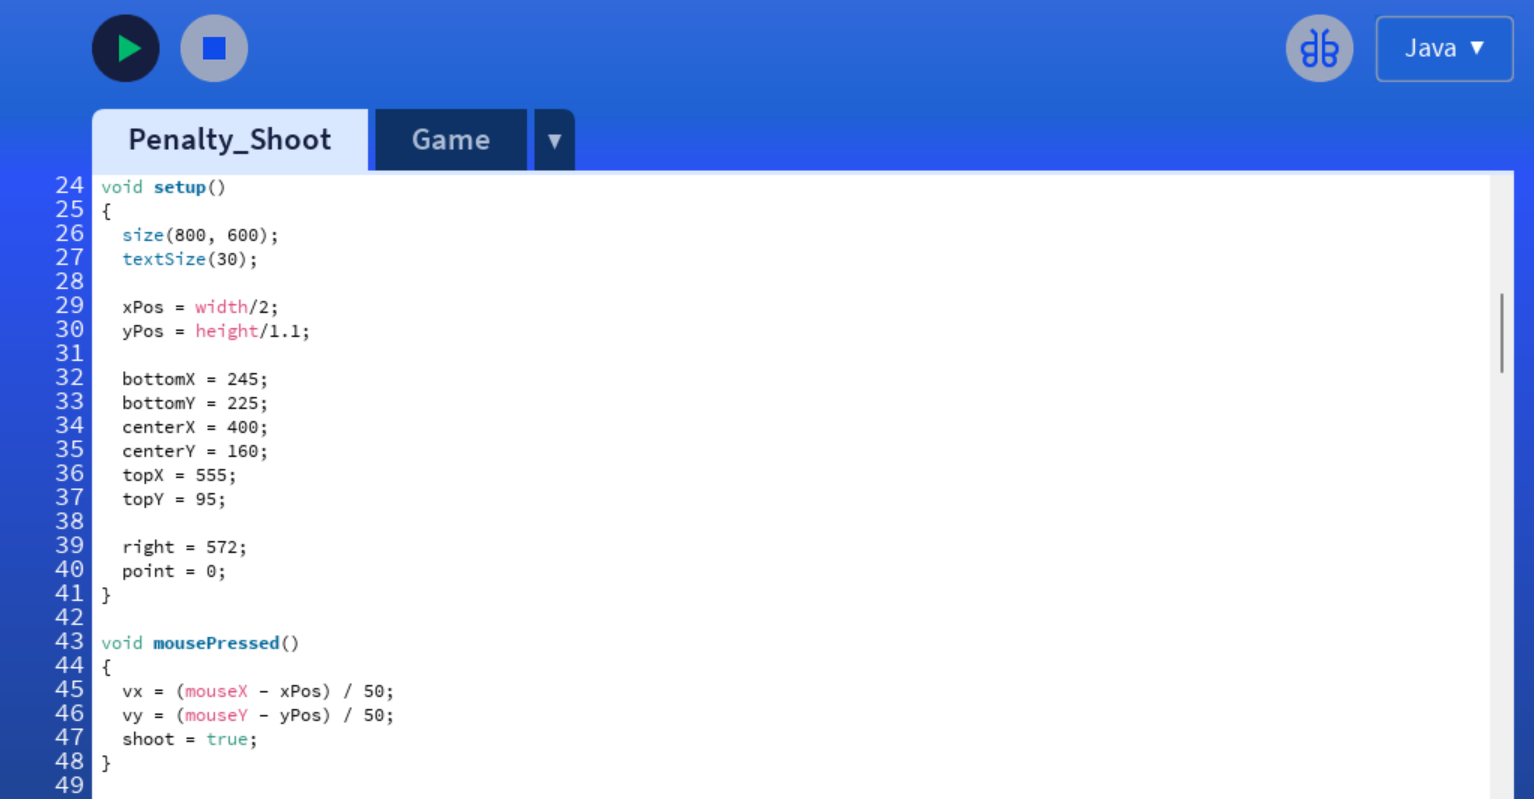 Java ▼
Penalty_Shoot Game ▼
24 void setup()
25 {
26   size(800, 600);
27   textSize(30);
28
29   xPos = width/2;
30   yPos = height/1.1;
31
32   bottomX = 245;
33   bottomY = 225;
34   centerX = 400;
35   centerY = 160;
36   topX = 555;
37   topY = 95;
38
39   right = 572;
40   point = 0;
41 }
42
43 void mousePressed()
44 {
45   vx = (mouseX – xPos) / 50;
46   vy = (mouseY – yPos) / 50;
47   shoot = true;
48 }
49